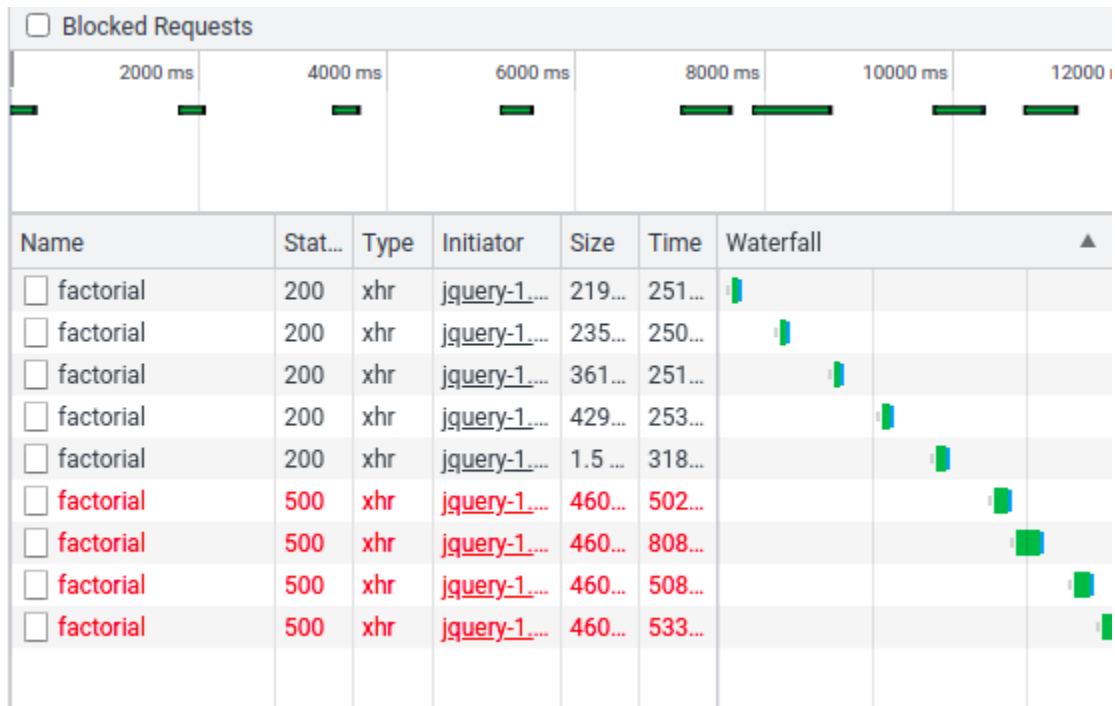 Blocked Requests
2000 ms 4000 ms 6000 ms 8000 ms 10000 ms 12000
Name Stat... Type Initiator Size Time Waterfall ▲
factorial 200 xhr jquery-1.... 219... 251...
factorial 200 xhr jquery-1.... 235... 250...
factorial 200 xhr jquery-1.... 361... 251...
factorial 200 xhr jquery-1.... 429... 253...
factorial 200 xhr jquery-1.... 1.5 ... 318...
factorial 500 xhr jquery-1.... 460... 502...
factorial 500 xhr jquery-1.... 460... 808...
factorial 500 xhr jquery-1.... 460... 508...
factorial 500 xhr jquery-1.... 460... 533...